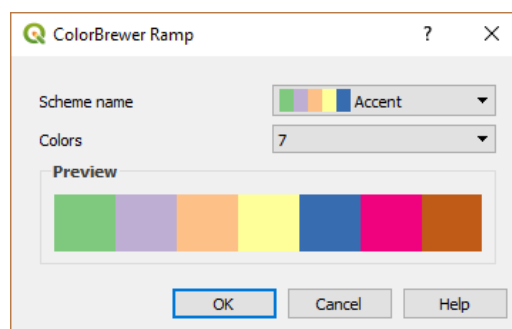 ColorBrewer Ramp ?
Scheme name Accent
Colors 7
Preview
OK Cancel Help